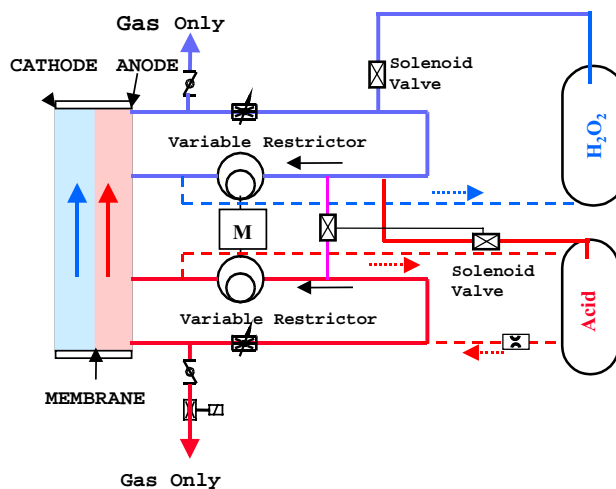 Gas Only
CATHODE ANODE
Solenoid
Valve
H₂O₂
Variable Restrictor
M
Solenoid
Valve
Acid
Variable Restrictor
MEMBRANE
Gas Only